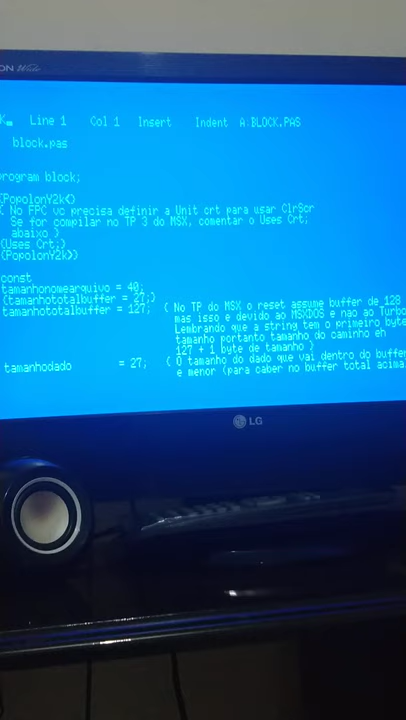 ON Wide
K_ Line 1 Col 1 Insert Indent A:BLOCK.PAS
block.pas
program block;
(PopolonY2k<)
( No FPC vc precisa definir a Unit crt para usar ClrScr
Se for compilar no TP 3 do MSX, comentar o Uses Crt;
abaixo )
(Uses Crt;)
(PopolonY2k>)
const
tamanhonomearquivo = 40;
(tamanhototalbuffer = 27;)
tamanhototalbuffer = 127; ( No TP do MSX o reset assume buffer de 128
mas isso e devido ao MSXDOS e nao ao Turbo
Lembrando que a string tem o primeiro byte
tamanho portanto tamanho do caminho eh
127 + 1 byte de tamanho )
tamanhodado = 27; ( O tamanho do dado que vai dentro do buffer
e menor (para caber no buffer total acima
LG